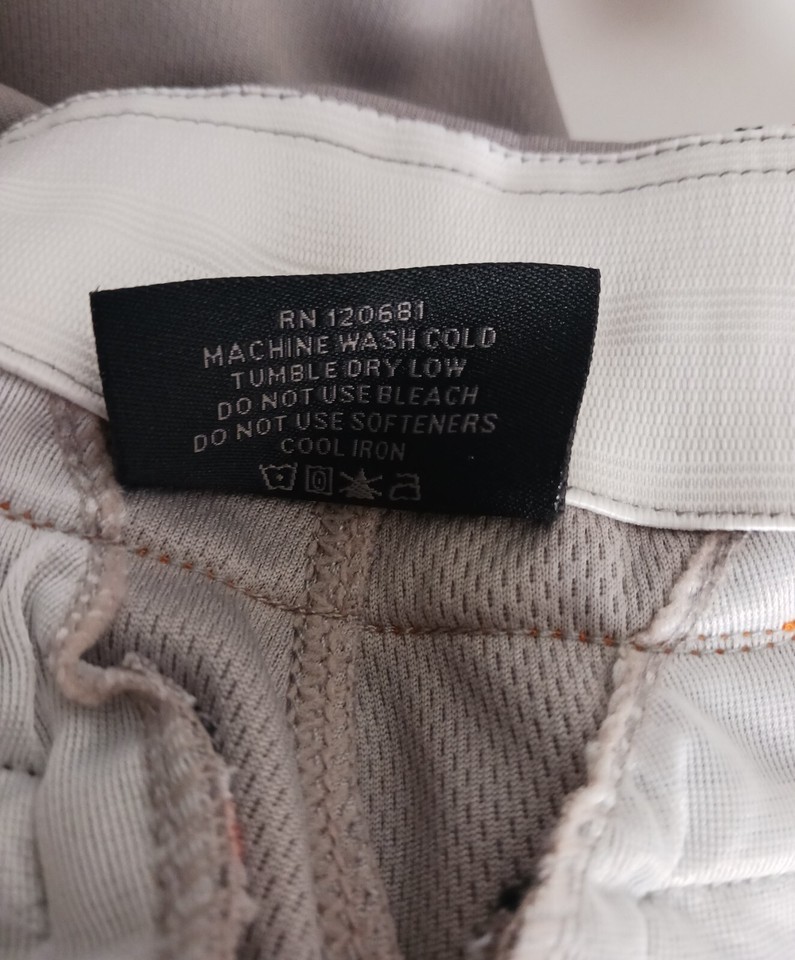 RN 120681
MACHINE WASH COLD
TUMBLE DRY LOW
DO NOT USE BLEACH
DO NOT USE SOFTENERS
COOL IRON